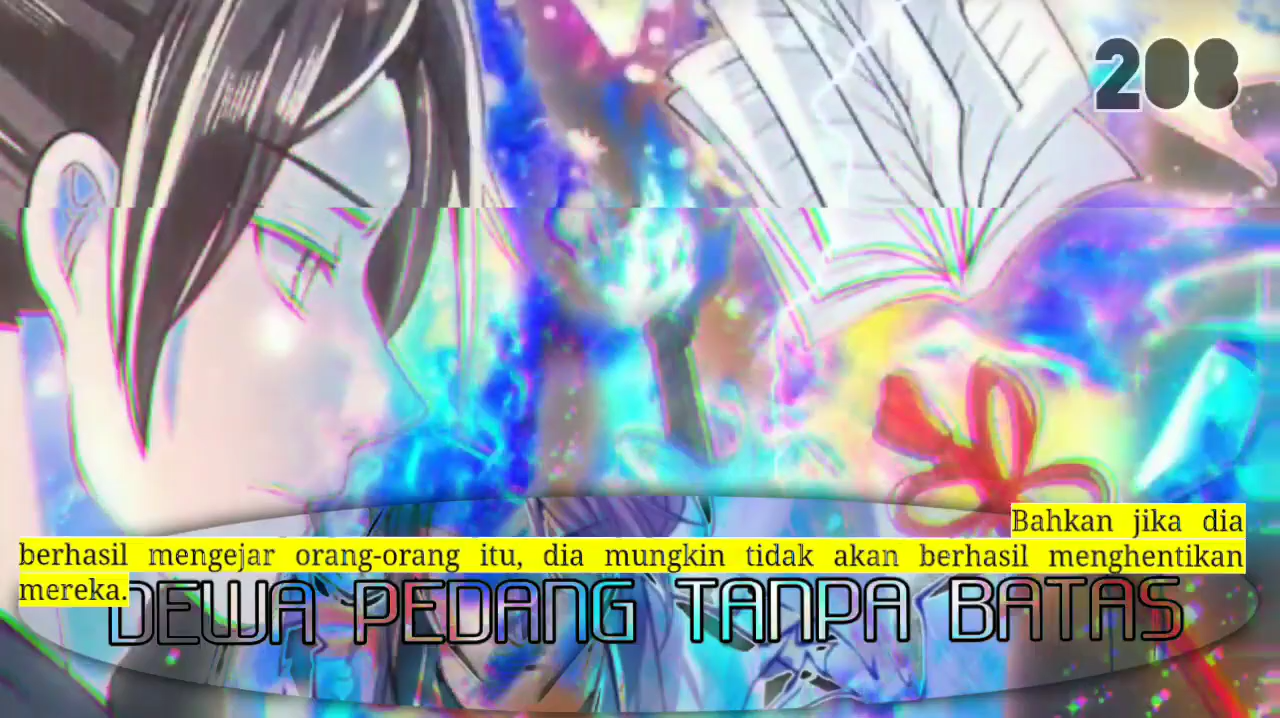 208
Bahkan jika dia
berhasil mengejar orang-orang itu, dia mungkin tidak akan berhasil menghentikan
mereka.
DEWA PEDANG TANPA BATAS